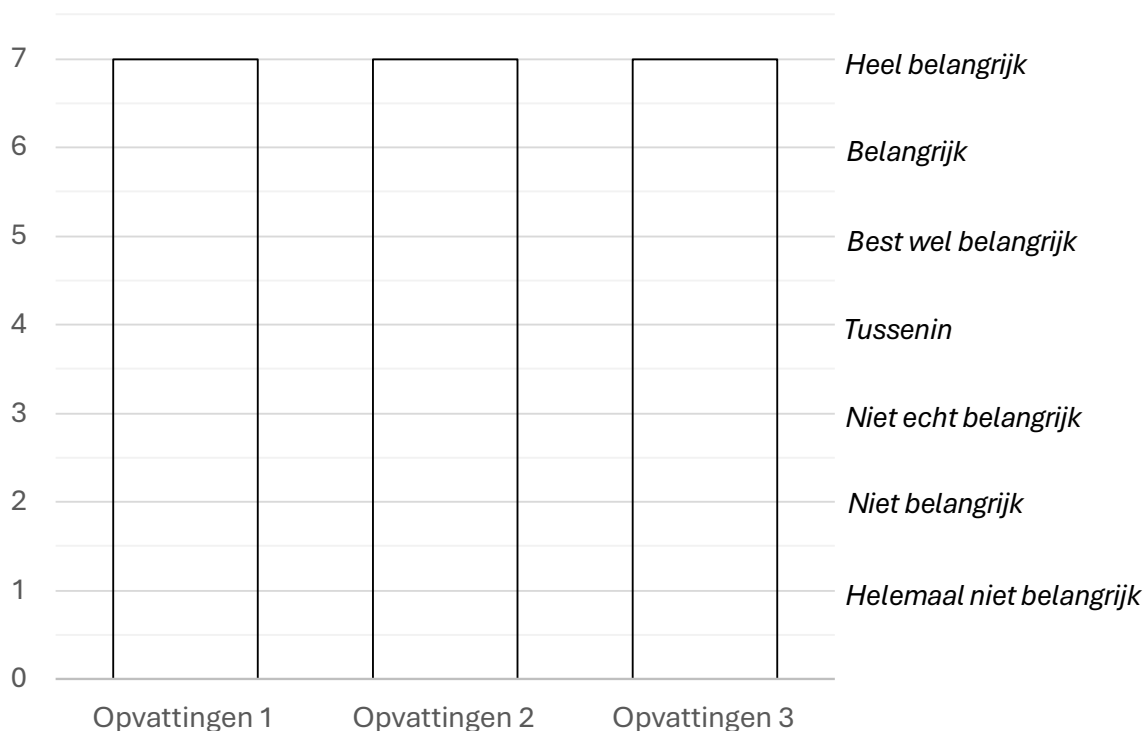 7
Heel belangrijk
6
Belangrijk
5
Best wel belangrijk
4
Tussenin
3
Niet echt belangrijk
2
Niet belangrijk
1
Helemaal niet belangrijk
0
Opvattingen 1
Opvattingen 2
Opvattingen 3